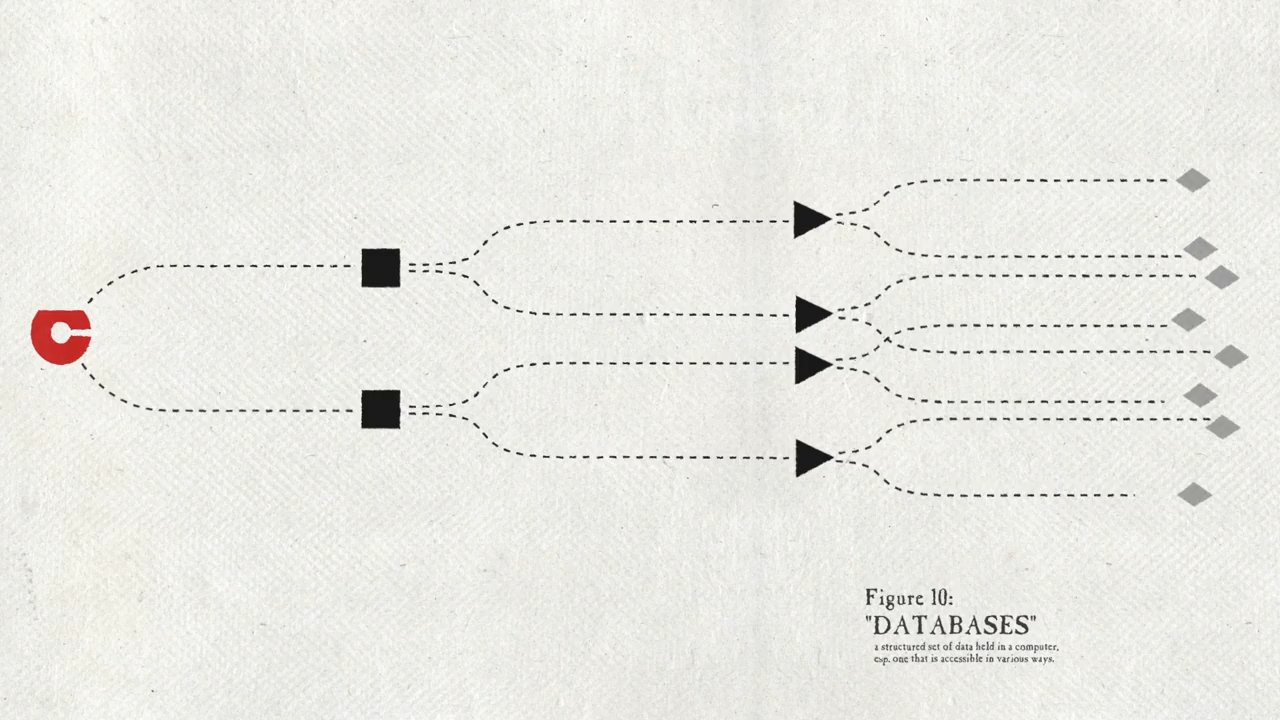 Figure 10:
"DATABASES"
a structured set of data held in a computer,
esp. one that is accessible in various ways.